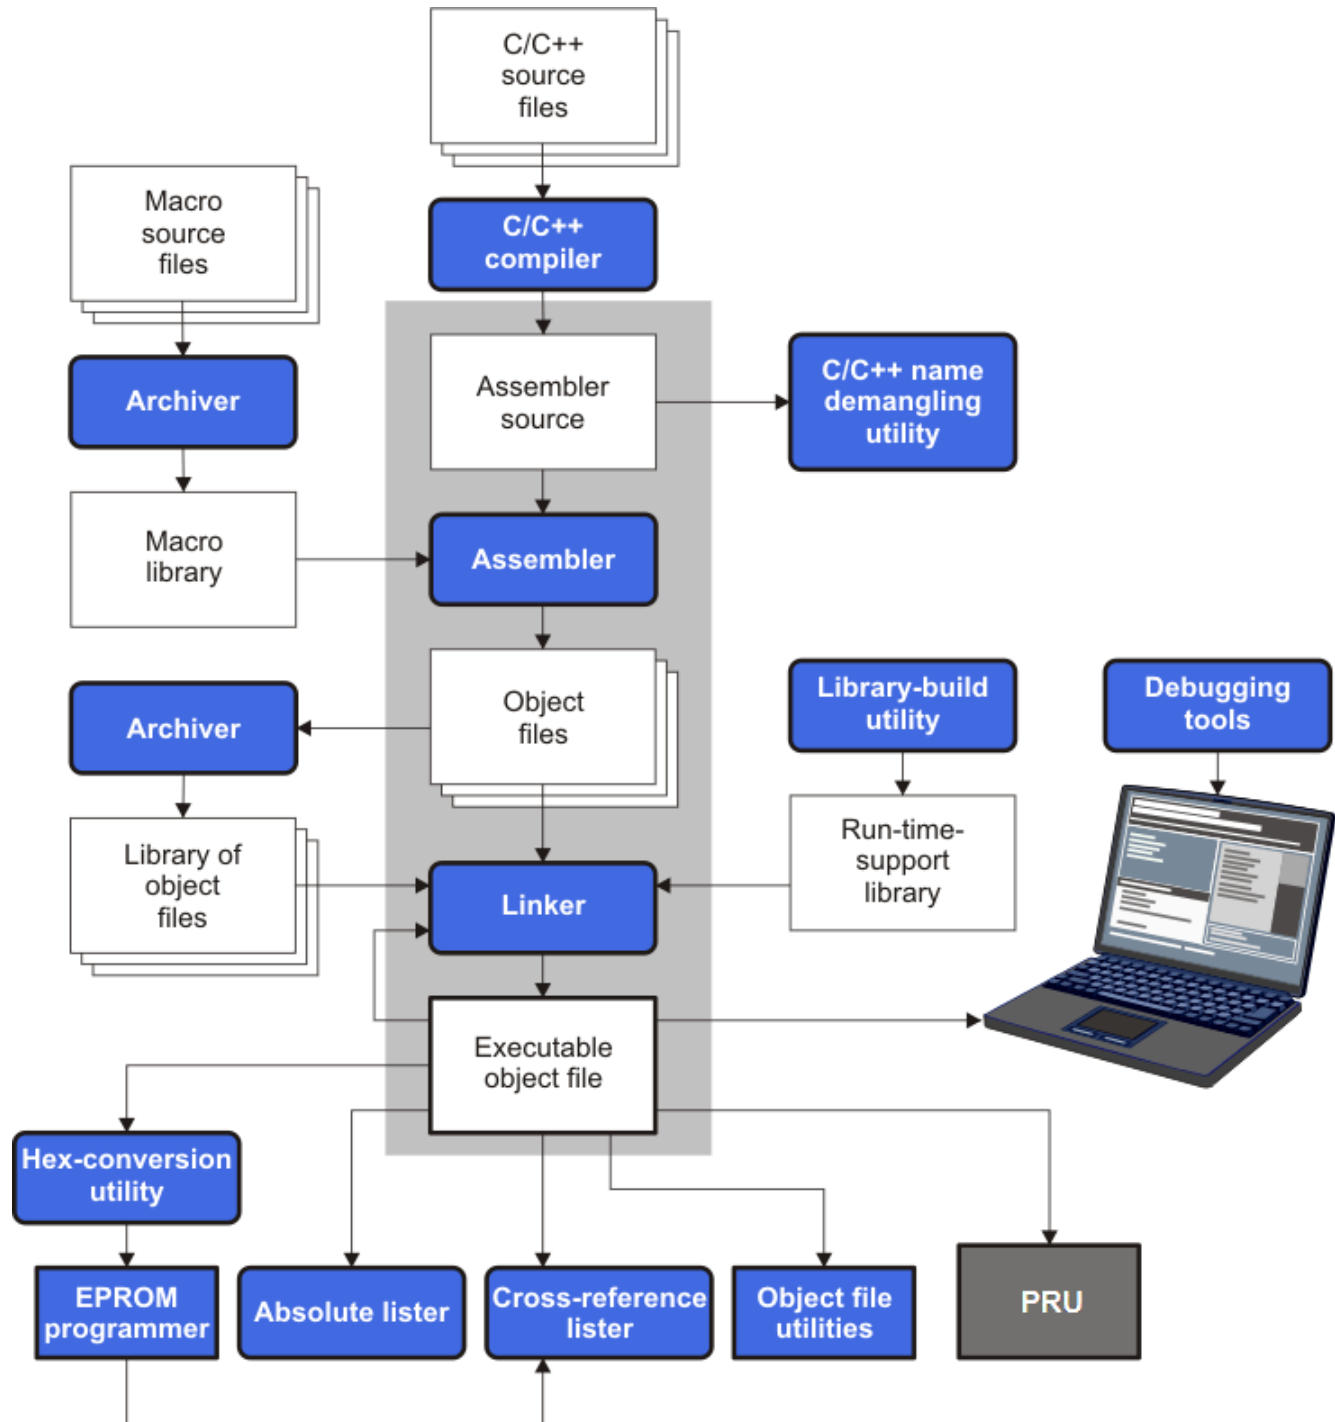 C/C++
source
files
Macro
source
files
C/C++
compiler
Archiver
Assembler
source
C/C++ name
demangling
utility
Macro
library
Assembler
Archiver
Object
files
Library-build
utility
Debugging
tools
Library of
object
files
Linker
Run-time-
support
library
Executable
object file
Hex-conversion
utility
EPROM
programmer
Absolute lister
Cross-reference
lister
Object file
utilities
PRU